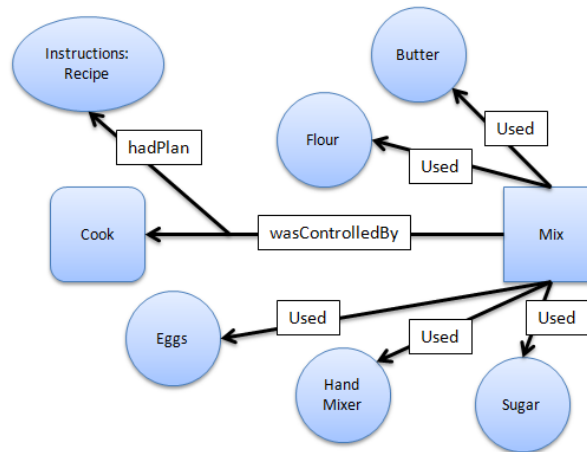 Instructions:
Recipe
Butter
Used
hadPlan
Flour
Used
Cook
wasControlledBy
Mix
Eggs
Used
Used
Used
Hand
Mixer
Sugar